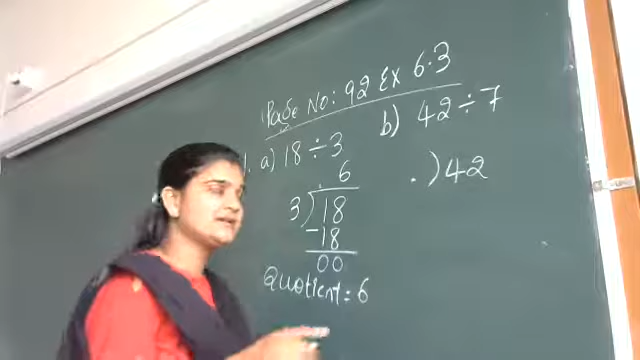 Page No: 92 Ex 6.3
1. a) 18÷3
6
3)18
-18
00
Quotient: 6
b) 42÷7
. )42